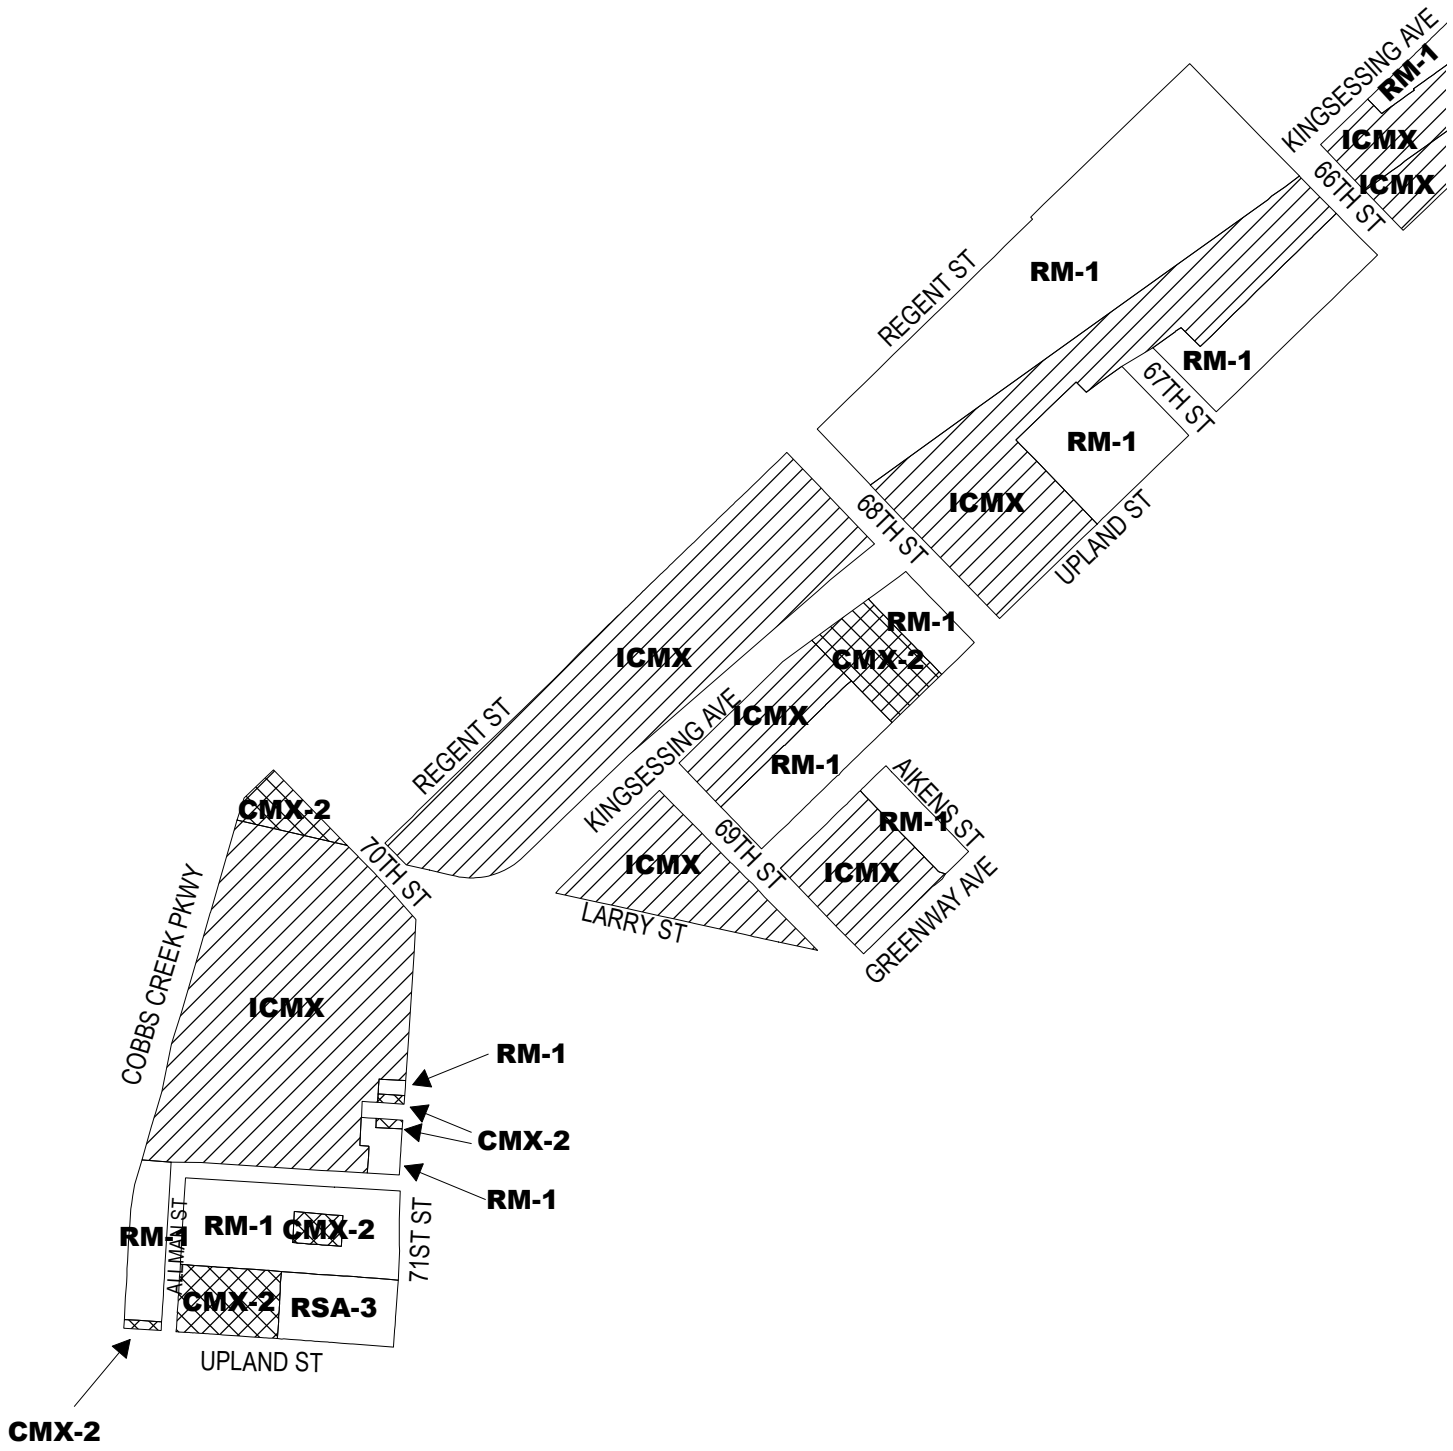 KINGSESSING AVE
RM-1
ICMX
ICMX
66TH ST
REGENT ST
RM-1
RM-1
67TH ST
RM-1
ICMX
68TH ST
UPLAND ST
RM-1
CMX-2
ICMX
REGENT ST
KINGSESSING AVE
ICMX
RM-1
AIKENS ST
RM-1
CMX-2
70TH ST
69TH ST
ICMX
ICMX
LARRY ST
GREENWAY AVE
COBBS CREEK PKWY
ICMX
RM-1
CMX-2
RM-1
RM-1
ALLMAN ST
RM-1
CMX-2
71ST ST
CMX-2
RSA-3
UPLAND ST
CMX-2